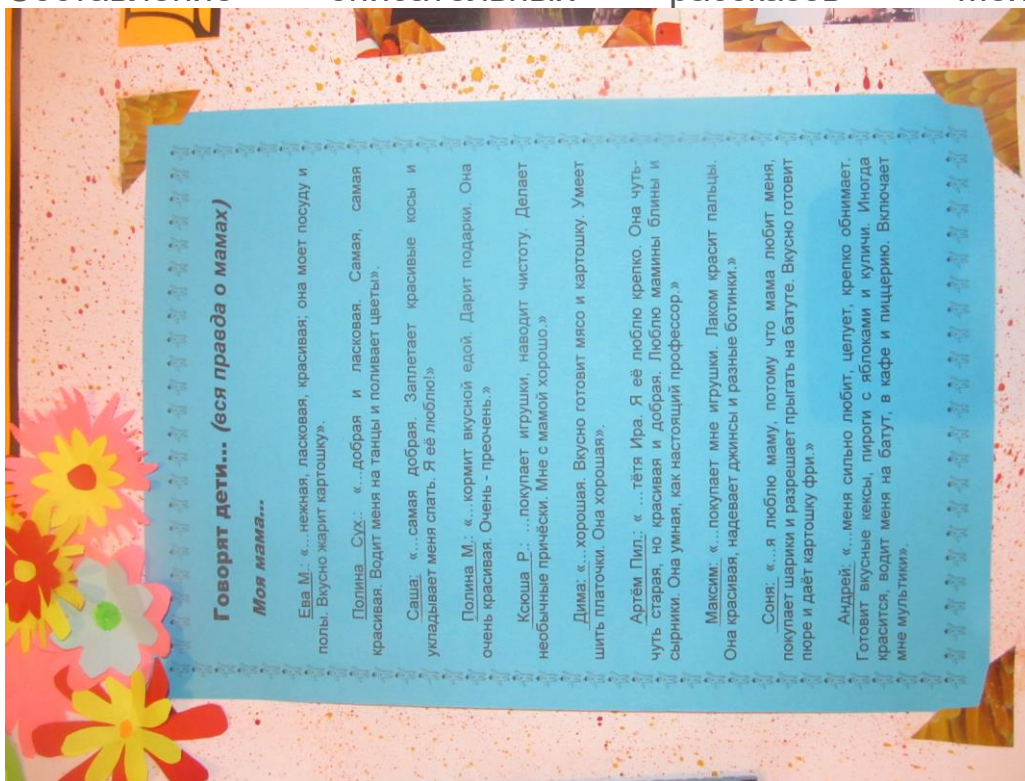 Говорят дети... (вся правда о мамах)
Моя мама...
Ева М.: «...нежная, ласковая, красивая; она моет посуду и
полы. Вкусно жарит картошку».
Полина Сух.: «...добрая и ласковая. Самая, самая
красивая. Водит меня на танцы и поливает цветы».
Саша: «...самая добрая. Заплетает красивые косы и
укладывает меня спать. Я её люблю!»
Полина М.: «...кормит вкусной едой. Дарит подарки. Она
очень красивая. Очень - преочень.»
Ксюша Р.: ...покупает игрушки, наводит чистоту. Делает
необычные причёски. Мне с мамой хорошо.»
Дима: «...хорошая. Вкусно готовит мясо и картошку. Умеет
шить платочки. Она хорошая».
Артём Пил.: « ...тётя Ира. Я её люблю крепко. Она чуть-
чуть старая, но красивая и добрая. Люблю мамины блины и
сырники. Она умная, как настоящий профессор.»
Максим: «...покупает мне игрушки. Лаком красит пальцы.
Она красивая, надевает джинсы и разные ботинки.»
Соня: «...я люблю маму, потому что мама любит меня,
покупает шарики и разрешает прыгать на батуте. Вкусно готовит
пюре и даёт картошку фри.»
Андрей: «...меня сильно любит, целует, крепко обнимает.
Готовит вкусные кексы, пироги с яблоками и куличи. Иногда
красится, водит меня на батут, в кафе и пиццерию. Включает
мне мультики».